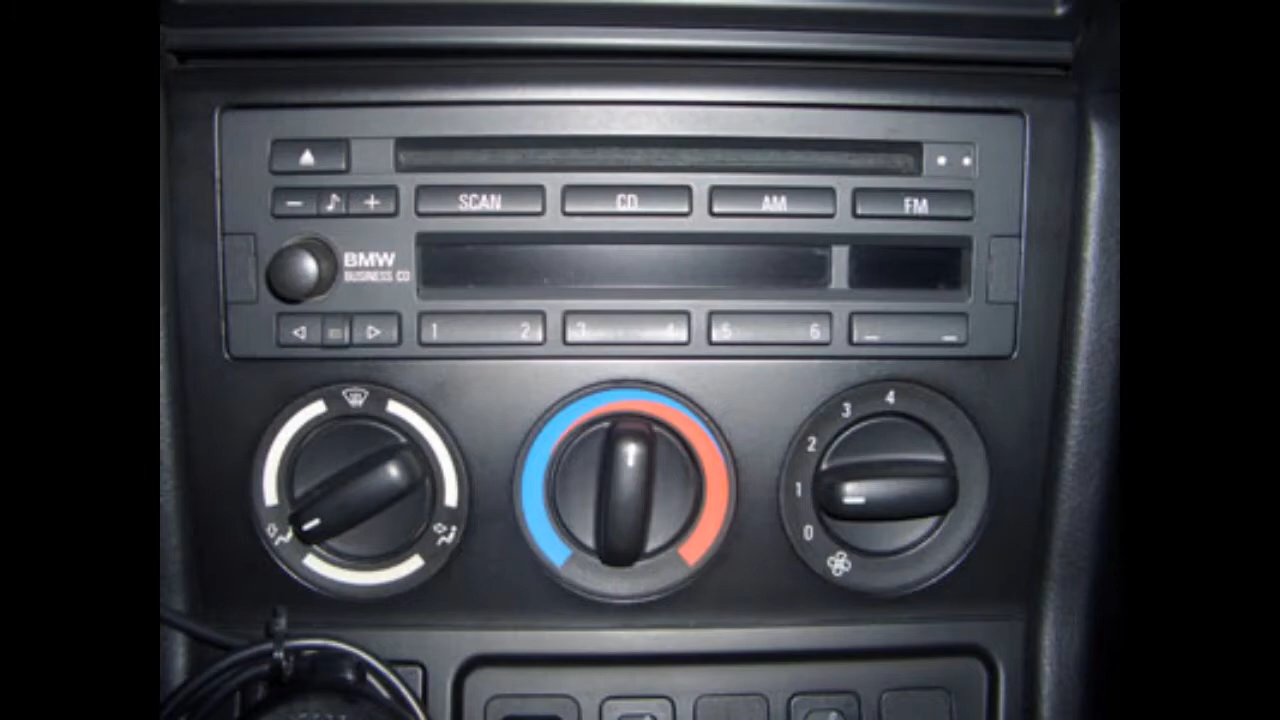 SCAN CD AM FM
BMW
BUSINESS CD
1 2 3 4 5 6
0 1 2 3 4